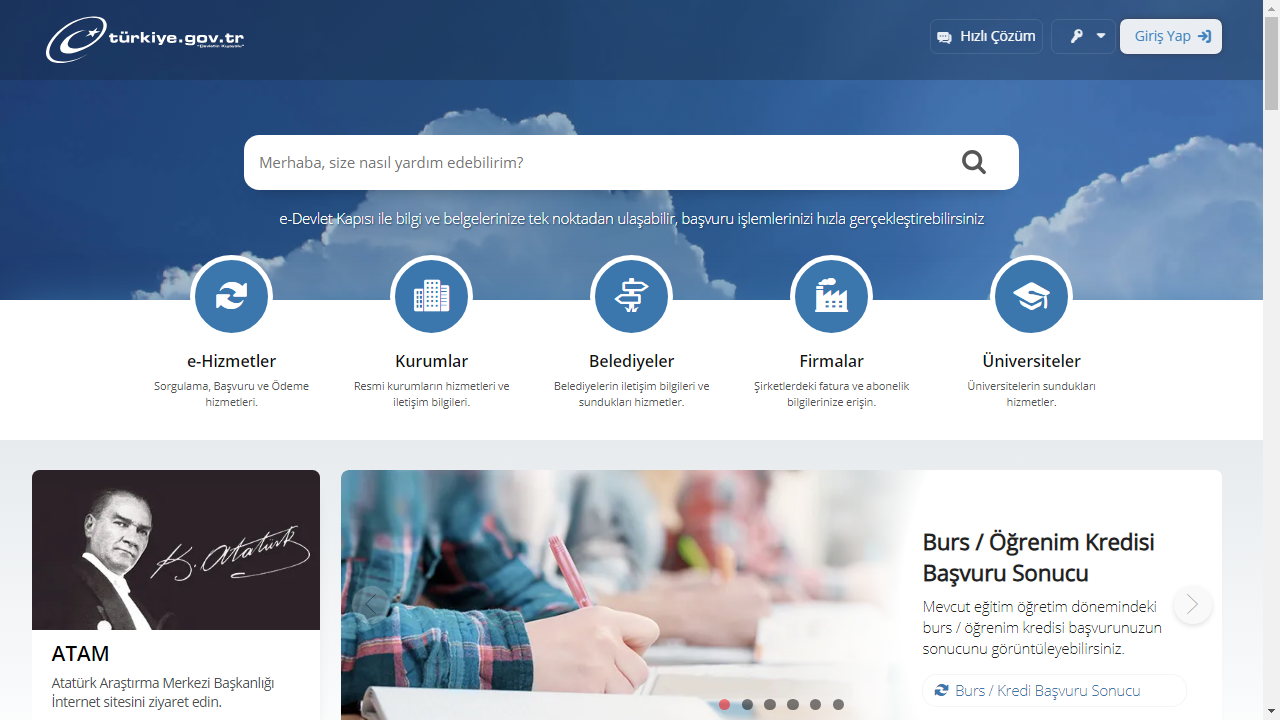 türkiye.gov.tr
"Devletin Kısayolu"
Hızlı Çözüm
Giriş Yap
Merhaba, size nasıl yardım edebilirim?
e-Devlet Kapısı ile bilgi ve belgelerinize tek noktadan ulaşabilir, başvuru işlemlerinizi hızla gerçekleştirebilirsiniz
e-Hizmetler
Sorgulama, Başvuru ve Ödeme
hizmetleri.
Kurumlar
Resmi kurumların hizmetleri ve
iletişim bilgileri.
Belediyeler
Belediyelerin iletişim bilgileri ve
sundukları hizmetler.
Firmalar
Şirketlerdeki fatura ve abonelik
bilgilerinize erişin.
Üniversiteler
Üniversitelerin sundukları
hizmetler.
K. Atatürk
ATAM
Atatürk Araştırma Merkezi Başkanlığı
İnternet sitesini ziyaret edin.
Burs / Öğrenim Kredisi
Başvuru Sonucu
Mevcut eğitim öğretim dönemindeki
burs / öğrenim kredisi başvurunuzun
sonucunu görüntüleyebilirsiniz.
Burs / Kredi Başvuru Sonucu